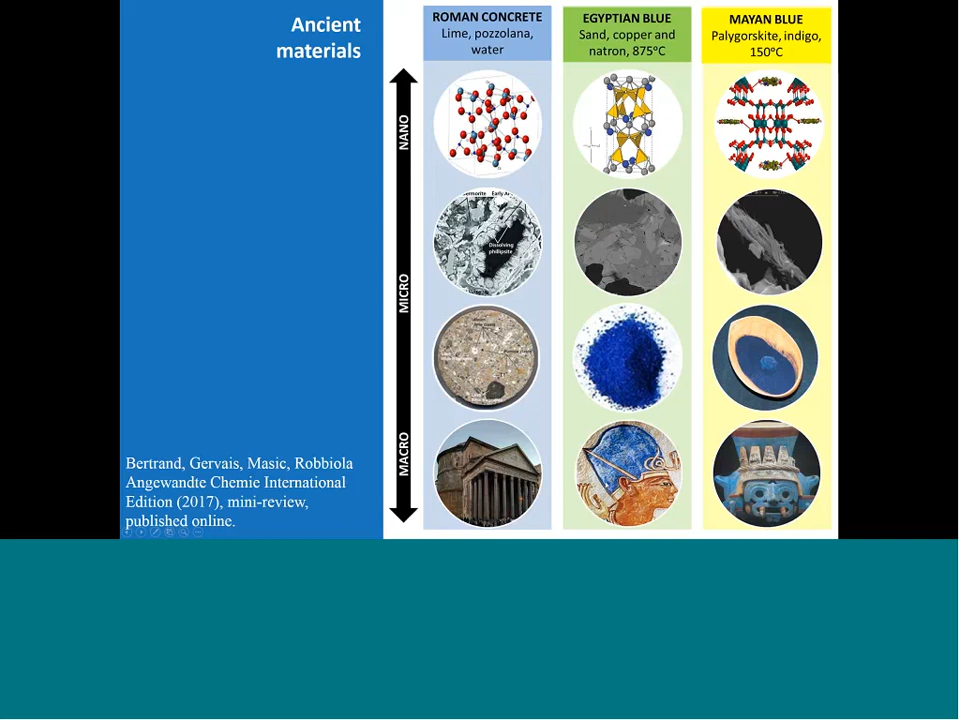 Ancient
materials
ROMAN CONCRETE
Lime, pozzolana,
water
EGYPTIAN BLUE
Sand, copper and
natron, 875°C
MAYAN BLUE
Palygorskite, indigo,
150°C
NANO
MICRO
Dissolving
phillipsite
MACRO
Bertrand, Gervais, Masic, Robbiola
Angewandte Chemie International
Edition (2017), mini-review,
published online.